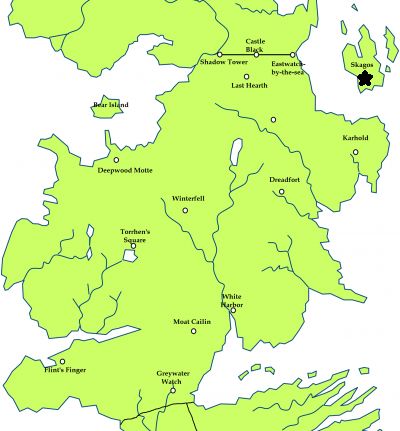 Castle
Black
Shadow Tower
Eastwatch-
by-the-sea
Skagos
Last Hearth
Bear Island
Karhold
Deepwood Motte
Dreadfort
Winterfell
Torrhen's
Square
White
Harbor
Moat Cailin
Flint's Finger
Greywater
Watch